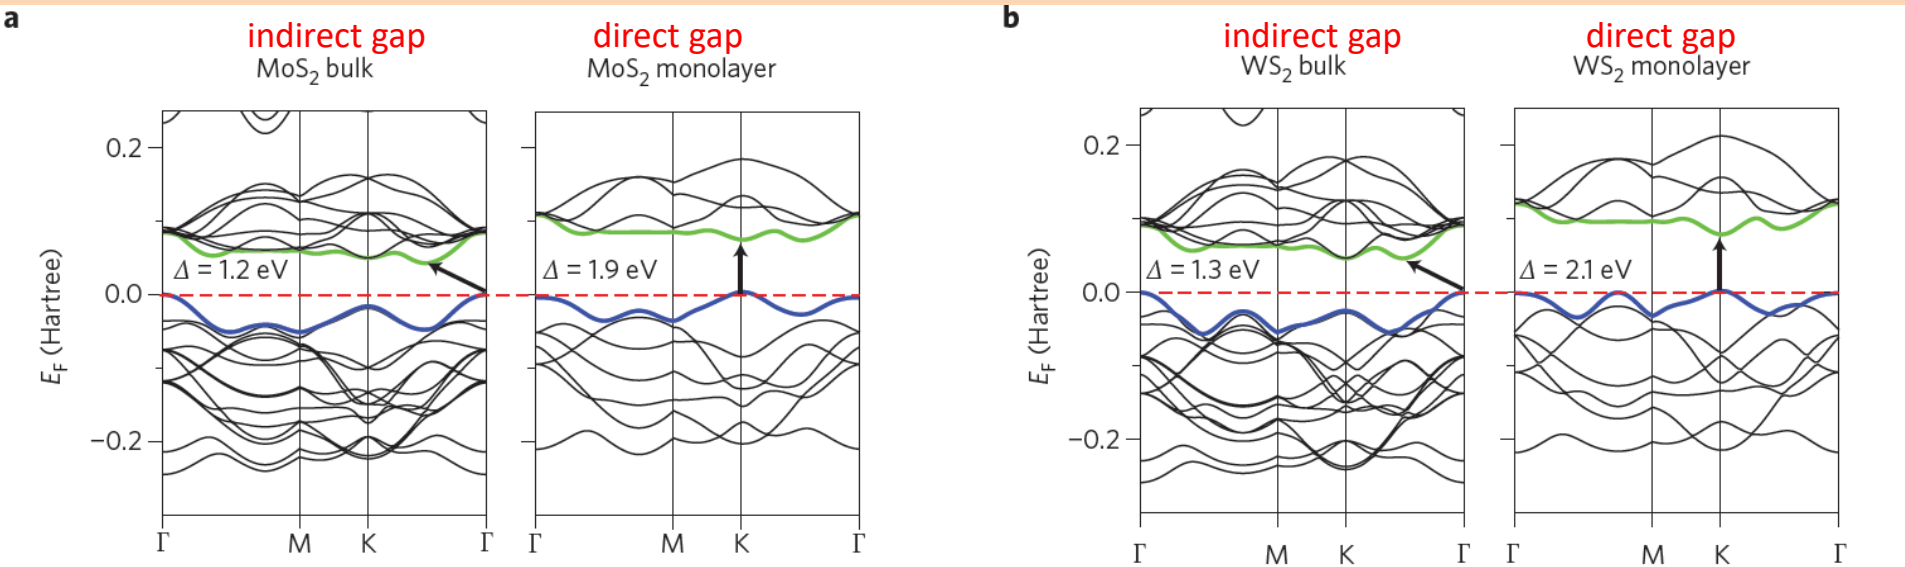 a
indirect gap
MoS₂ bulk
direct gap
MoS₂ monolayer
E_F (Hartree)
0.2
0.0
−0.2
Δ = 1.2 eV
Γ M K Γ
Δ = 1.9 eV
Γ M K Γ
b
indirect gap
WS₂ bulk
direct gap
WS₂ monolayer
E_F (Hartree)
0.2
0.0
−0.2
Δ = 1.3 eV
Γ M K Γ
Δ = 2.1 eV
Γ M K Γ